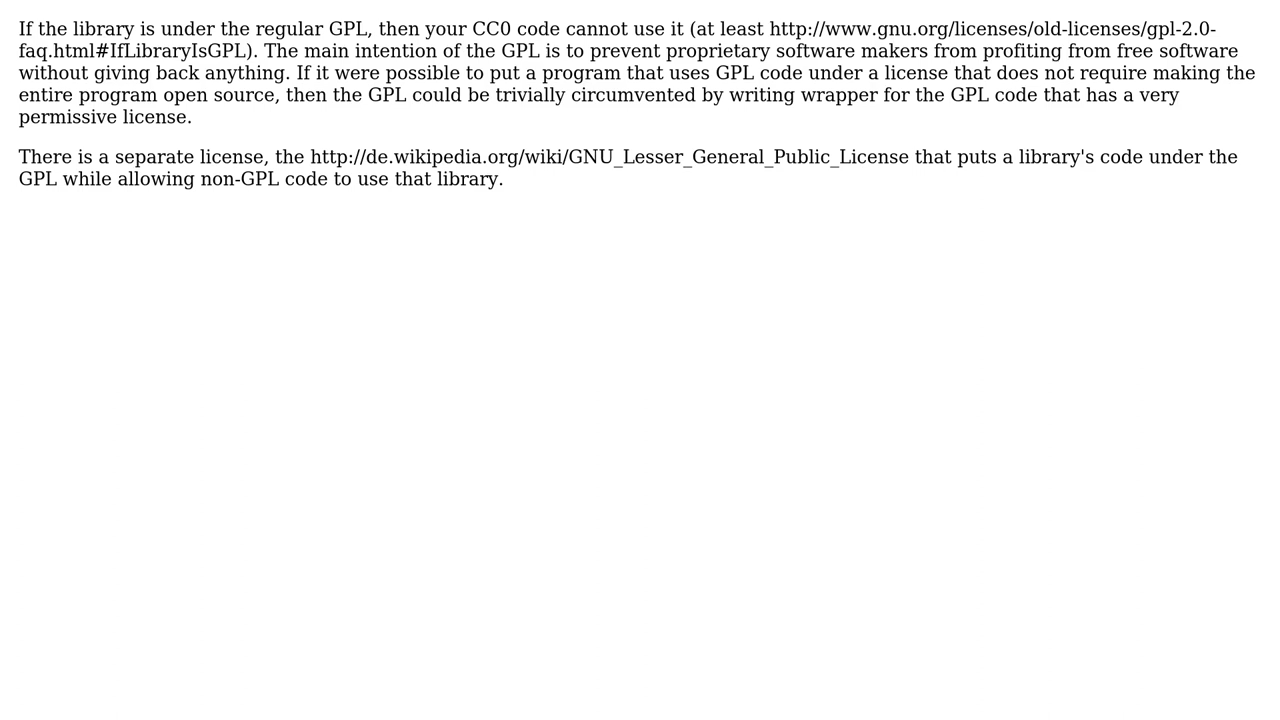 If the library is under the regular GPL, then your CC0 code cannot use it (at least http://www.gnu.org/licenses/old-licenses/gpl-2.0-
faq.html#IfLibraryIsGPL). The main intention of the GPL is to prevent proprietary software makers from profiting from free software
without giving back anything. If it were possible to put a program that uses GPL code under a license that does not require making the
entire program open source, then the GPL could be trivially circumvented by writing wrapper for the GPL code that has a very
permissive license.
There is a separate license, the http://de.wikipedia.org/wiki/GNU_Lesser_General_Public_License that puts a library's code under the
GPL while allowing non-GPL code to use that library.